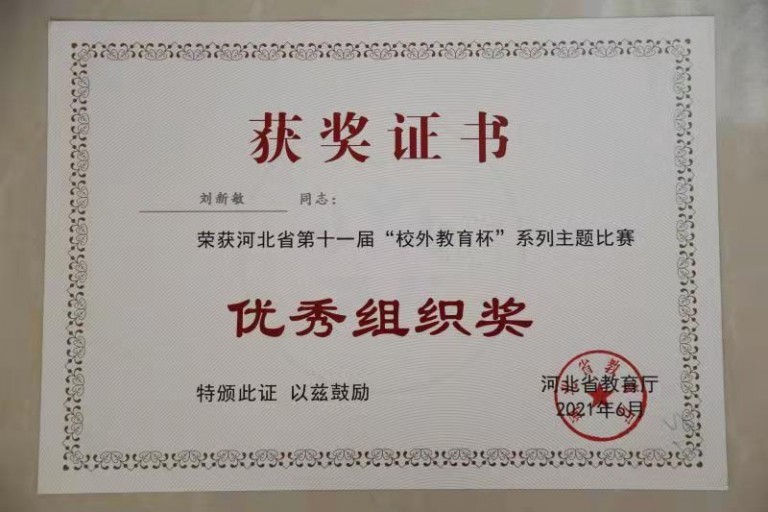 获奖证书
刘新敏 同志：
荣获河北省第十一届“校外教育杯”系列主题比赛
优秀组织奖
特颁此证 以兹鼓励
河北省教育厅
2021年6月